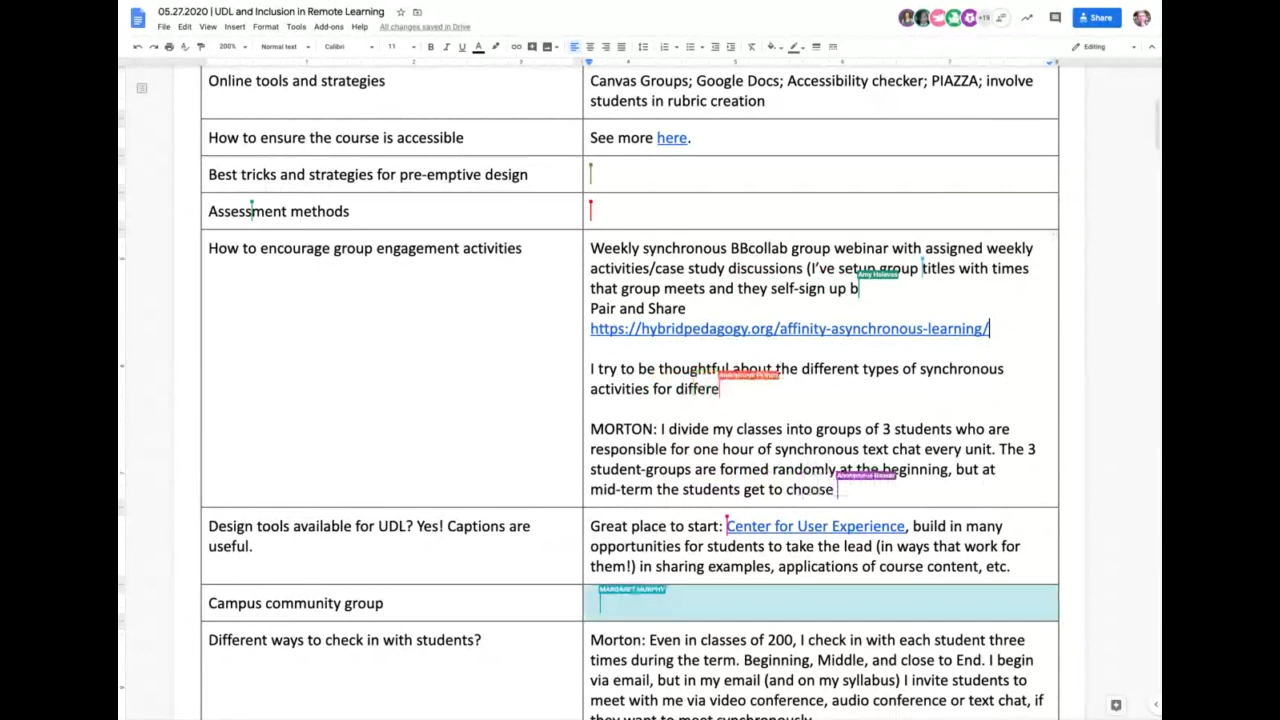 05.27.2020 | UDL and Inclusion in Remote Learning
+19
Share
File Edit View Insert Format Tools Add-ons Help All changes saved in Drive
200% Normal text Calibri 11 B I U A Editing
Online tools and strategies
Canvas Groups; Google Docs; Accessibility checker; PIAZZA; involve
students in rubric creation
How to ensure the course is accessible
See more here.
Best tricks and strategies for pre-emptive design
Assessment methods
How to encourage group engagement activities
Weekly synchronous BBcollab group webinar with assigned weekly
activities/case study discussions (I've setup group titles with times
that group meets and they self-sign up b
Pair and Share
https://hybridpedagogy.org/affinity-asynchronous-learning/
I try to be thoughtful about the different types of synchronous
activities for differe
MORTON: I divide my classes into groups of 3 students who are
responsible for one hour of synchronous text chat every unit. The 3
student-groups are formed randomly at the beginning, but at
mid-term the students get to choose
Design tools available for UDL? Yes! Captions are
useful.
Great place to start: Center for User Experience, build in many
opportunities for students to take the lead (in ways that work for
them!) in sharing examples, applications of course content, etc.
Campus community group
MARGARET MURPHY
Different ways to check in with students?
Morton: Even in classes of 200, I check in with each student three
times during the term. Beginning, Middle, and close to End. I begin
via email, but in my email (and on my syllabus) I invite students to
meet with me via video conference, audio conference or text chat, if
they want to meet synchronously